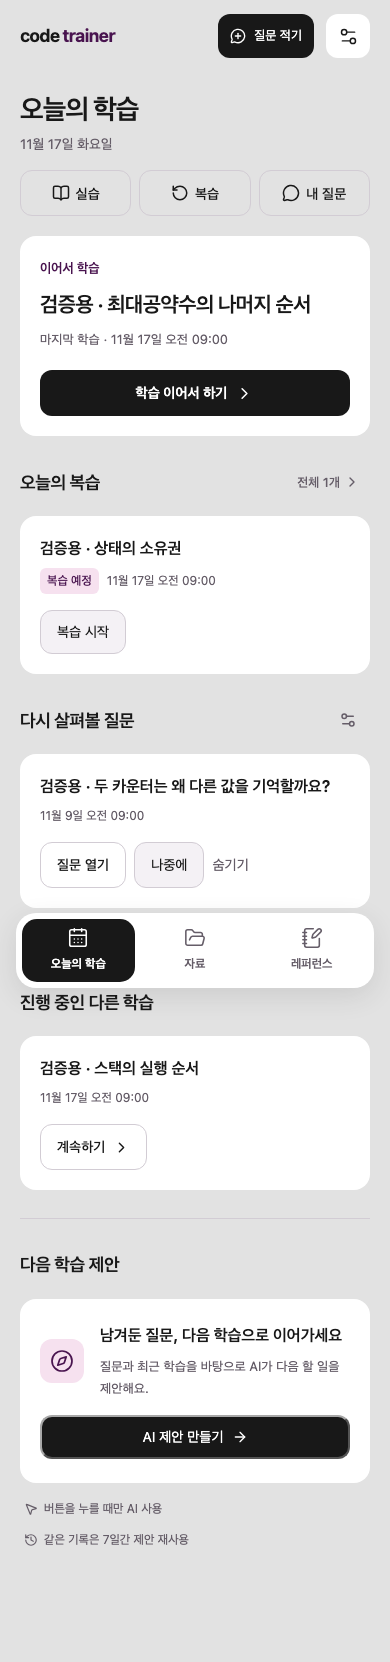 code trainer
질문 적기
오늘의 학습
11월 17일 화요일
실습
복습
내 질문
이어서 학습
검증용 · 최대공약수의 나머지 순서
마지막 학습 · 11월 17일 오전 09:00
학습 이어서 하기
오늘의 복습
전체 1개
검증용 · 상태의 소유권
복습 예정
11월 17일 오전 09:00
복습 시작
다시 살펴볼 질문
검증용 · 두 카운터는 왜 다른 값을 기억할까요?
11월 9일 오전 09:00
질문 열기
나중에
숨기기
오늘의 학습
자료
레퍼런스
진행 중인 다른 학습
검증용 · 스택의 실행 순서
11월 17일 오전 09:00
계속하기
다음 학습 제안
남겨둔 질문, 다음 학습으로 이어가세요
질문과 최근 학습을 바탕으로 AI가 다음 할 일을
제안해요.
AI 제안 만들기
버튼을 누를 때만 AI 사용
같은 기록은 7일간 제안 재사용